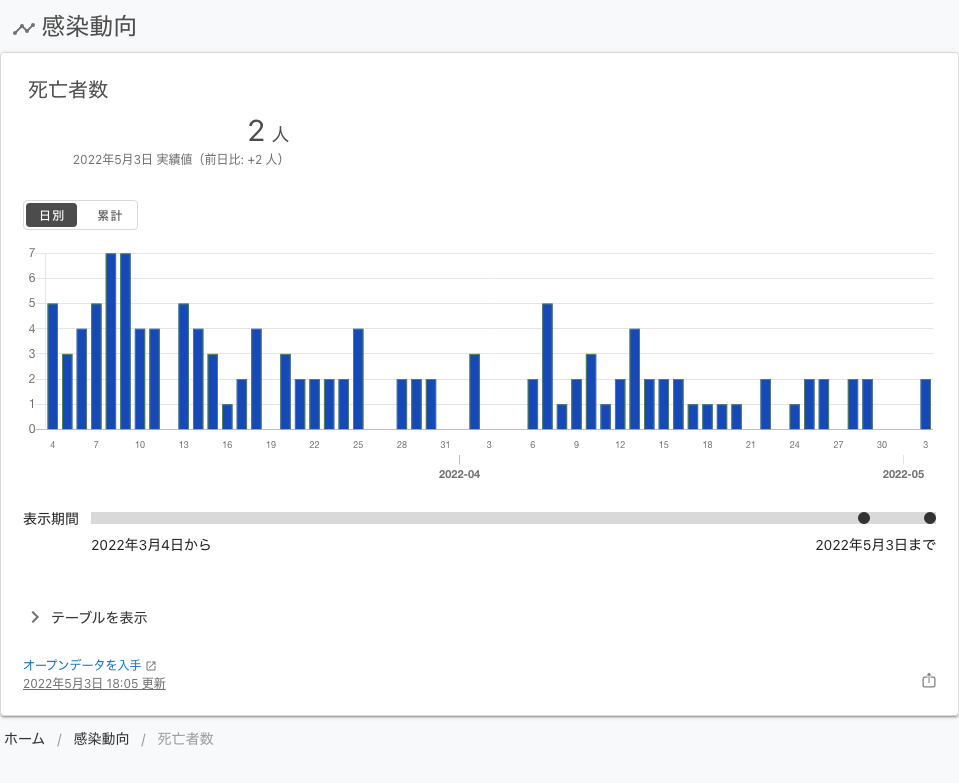 感染動向
死亡者数
2 人
2022年5月3日 実績値（前日比: +2 人）
日別 累計
7
6
5
4
3
2
1
0
4 7 10 13 16 19 22 25 28 31 3 6 9 12 15 18 21 24 27 30 3
2022-04 2022-05
表示期間
2022年3月4日から 2022年5月3日まで
テーブルを表示
オープンデータを入手
2022年5月3日 18:05 更新
ホーム / 感染動向 / 死亡者数